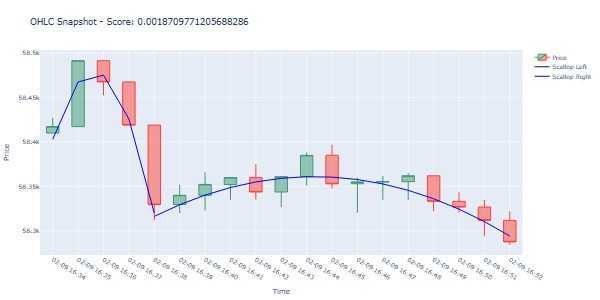 OHLC Snapshot - Score: 0.0018709771205688286
58.5k
58.45k
58.4k
58.35k
58.3k
Price
02-09 16:34
02-09 16:35
02-09 16:36
02-09 16:37
02-09 16:38
02-09 16:39
02-09 16:40
02-09 16:41
02-09 16:42
02-09 16:43
02-09 16:44
02-09 16:45
02-09 16:46
02-09 16:47
02-09 16:48
02-09 16:49
02-09 16:50
02-09 16:51
02-09 16:52
Time
Price
Scallop Left
Scallop Right